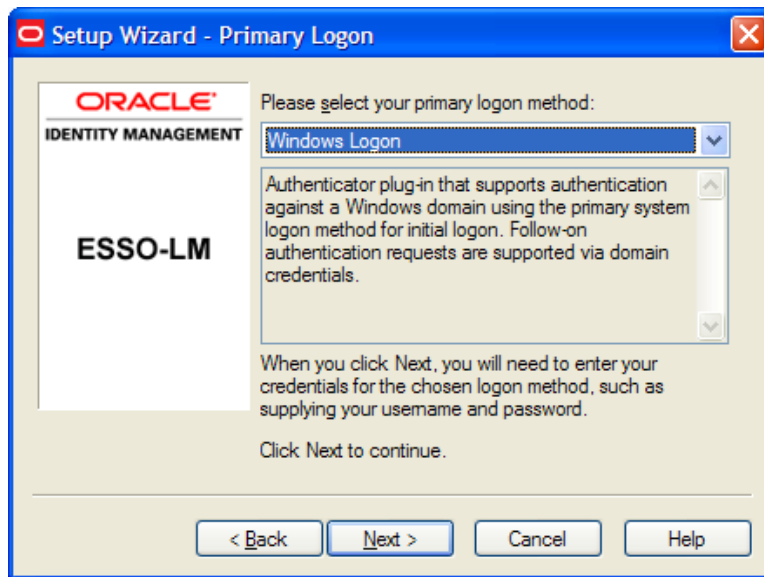 Setup Wizard - Primary Logon
ORACLE
IDENTITY MANAGEMENT
ESSO-LM
Please select your primary logon method:
Windows Logon
Authenticator plug-in that supports authentication
against a Windows domain using the primary system
logon method for initial logon. Follow-on
authentication requests are supported via domain
credentials.
When you click Next, you will need to enter your
credentials for the chosen logon method, such as
supplying your username and password.
Click Next to continue.
< Back
Next >
Cancel
Help